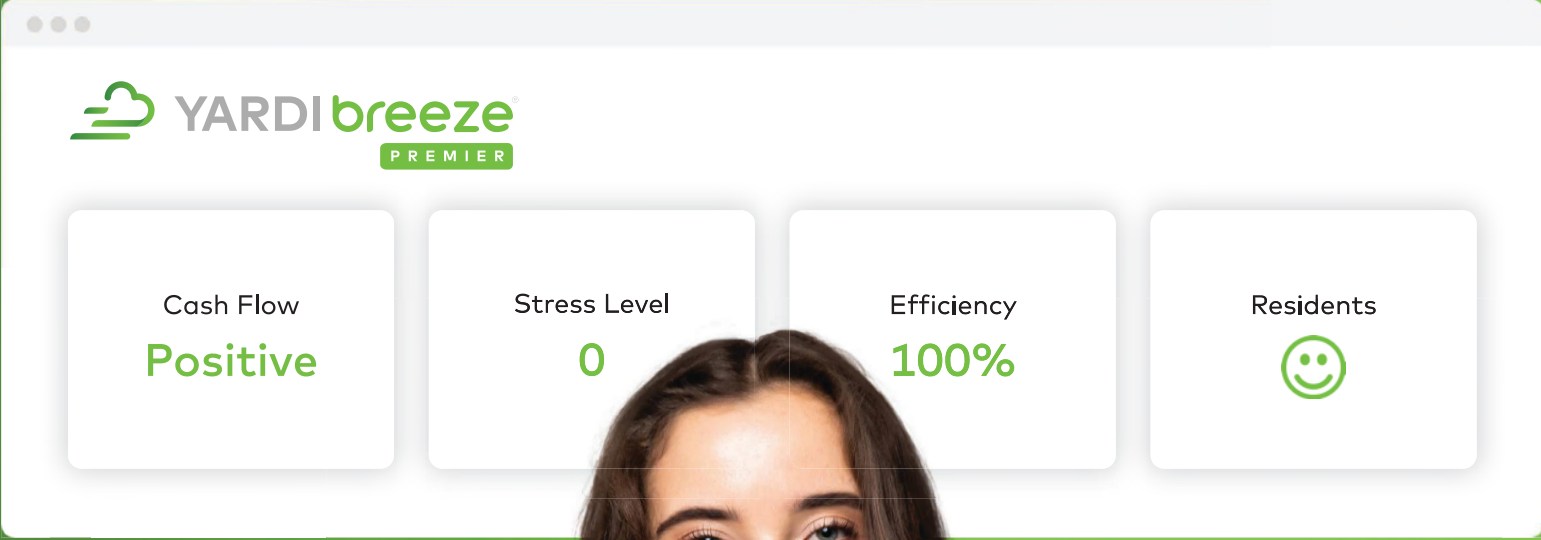 YARDI breeze®
PREMIER
Cash Flow
Positive
Stress Level
0
Efficiency
100%
Residents